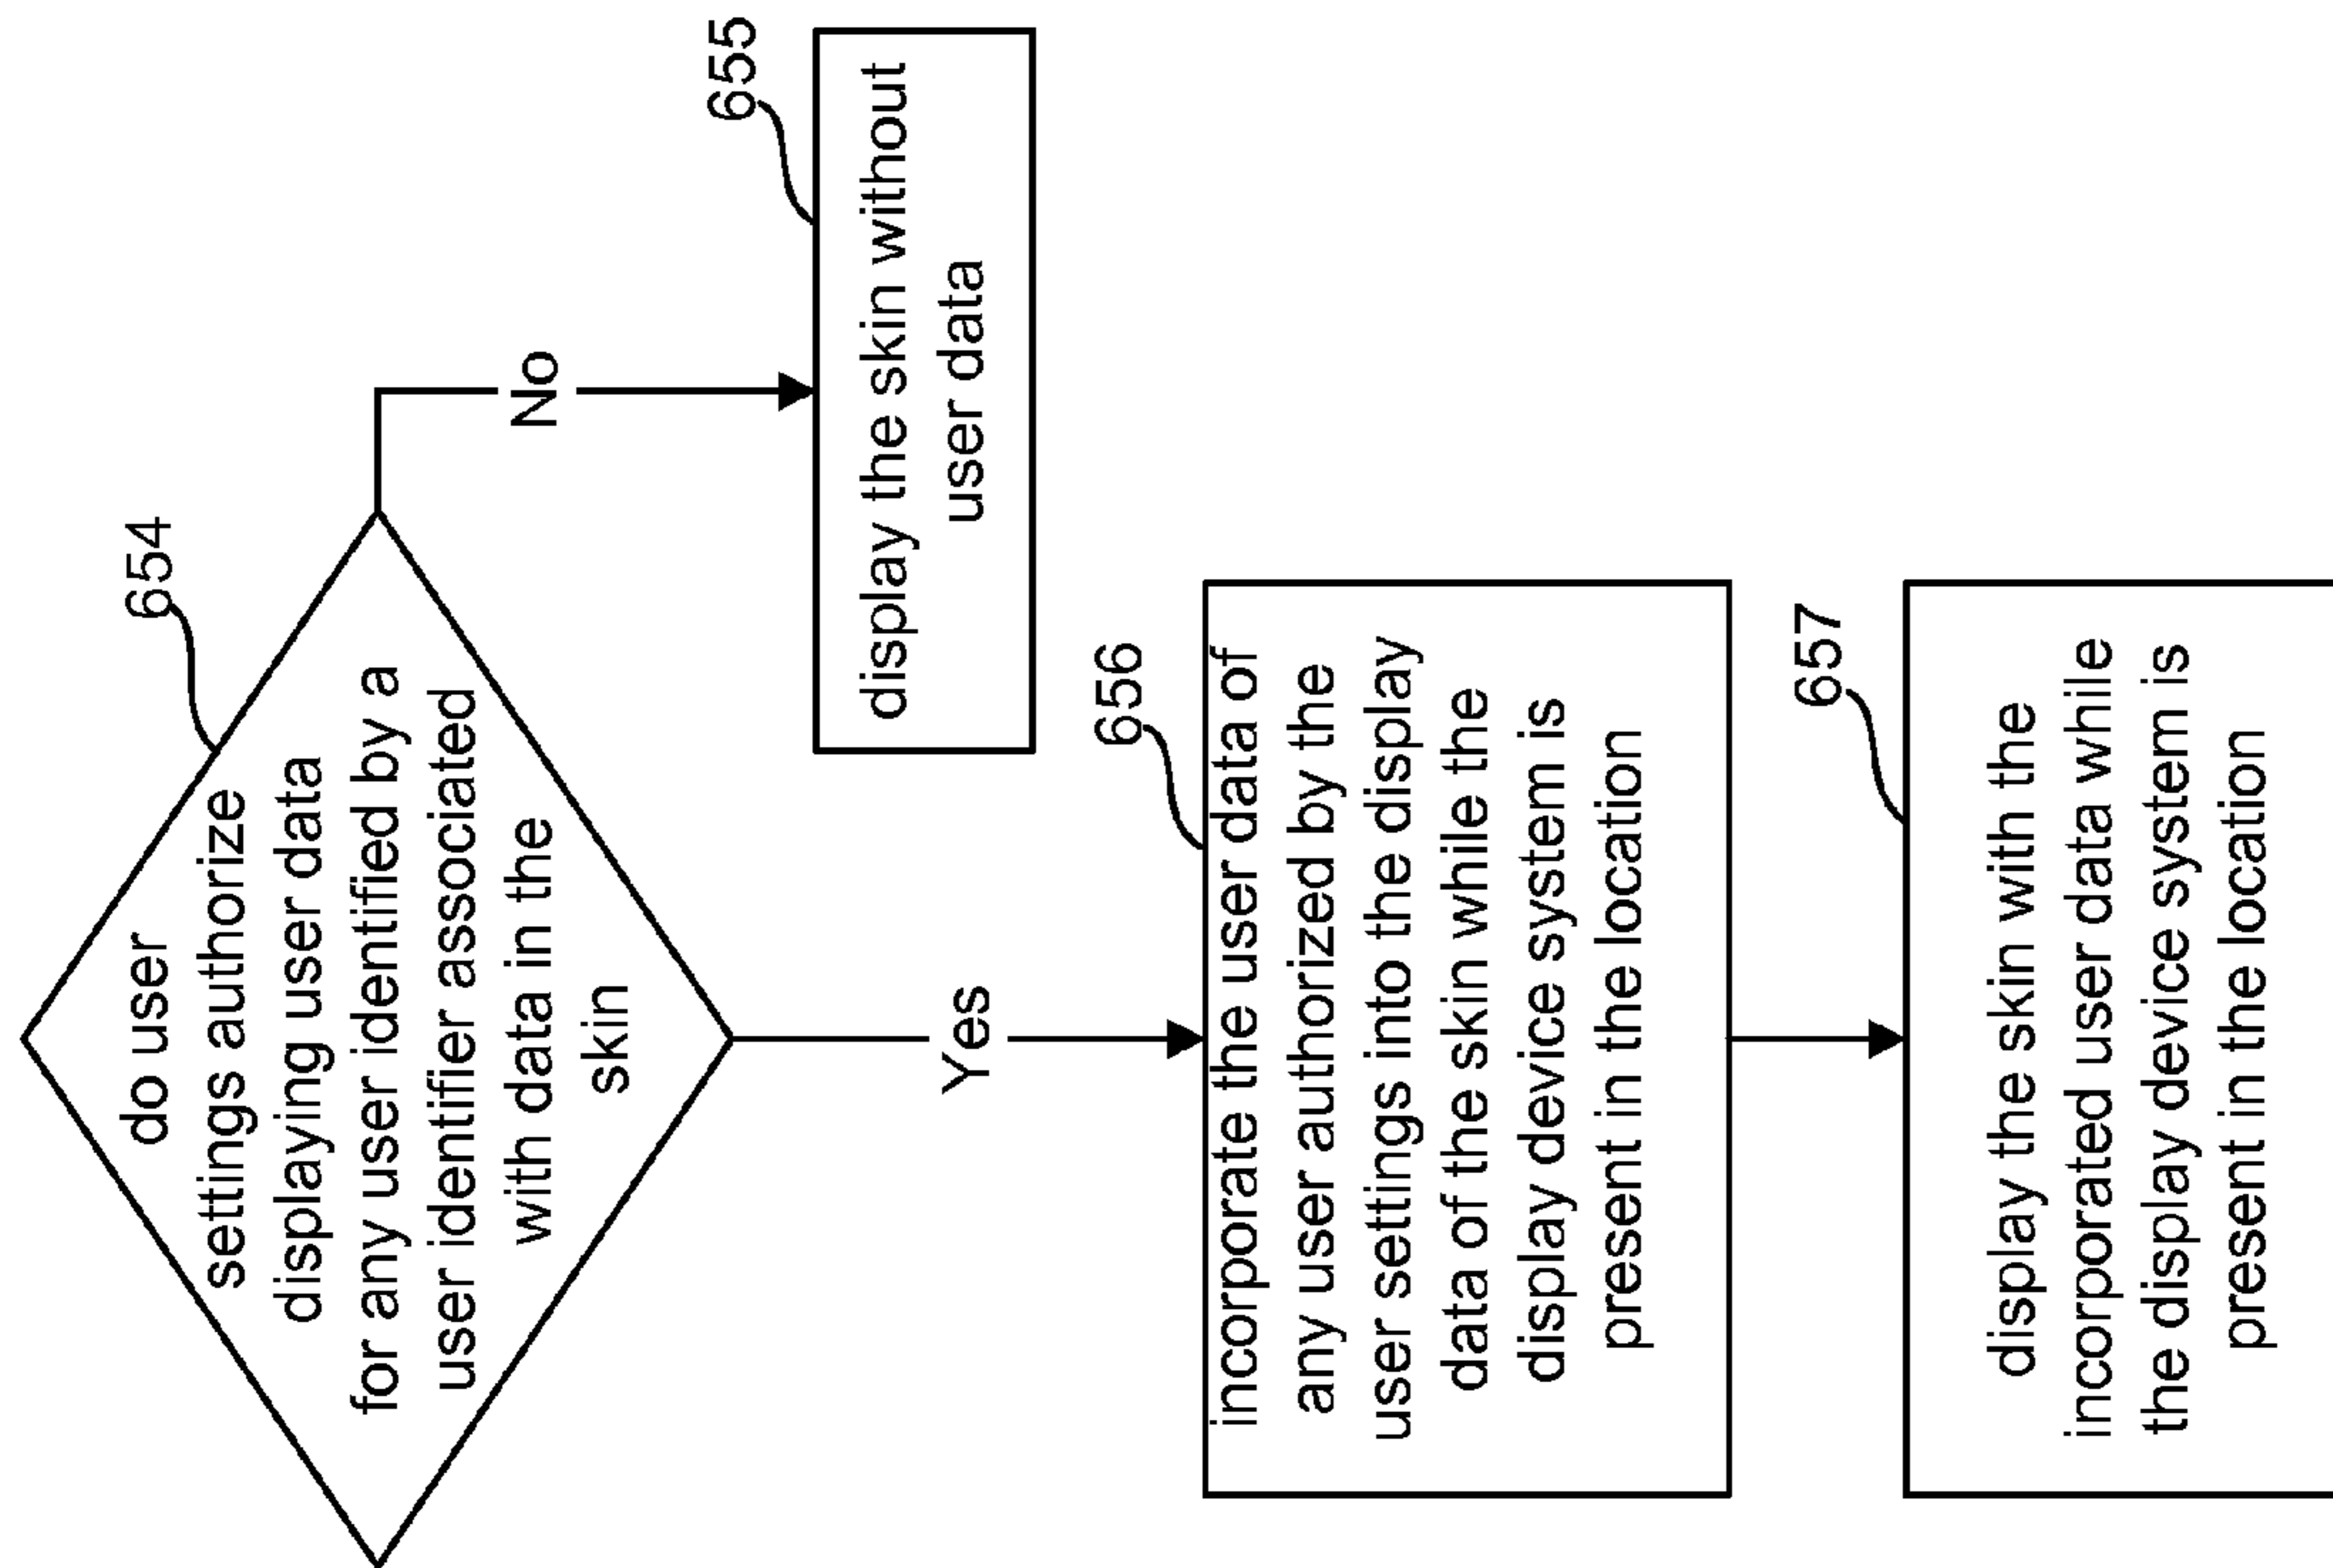 654
do user
settings authorize
displaying user data
for any user identified by a
user identifier associated
with data in the
skin
No
655
display the skin without
user data
Yes
656
incorporate the user data of
any user authorized by the
user settings into the display
data of the skin while the
display device system is
present in the location
657
display the skin with the
incorporated user data while
the display device system is
present in the location